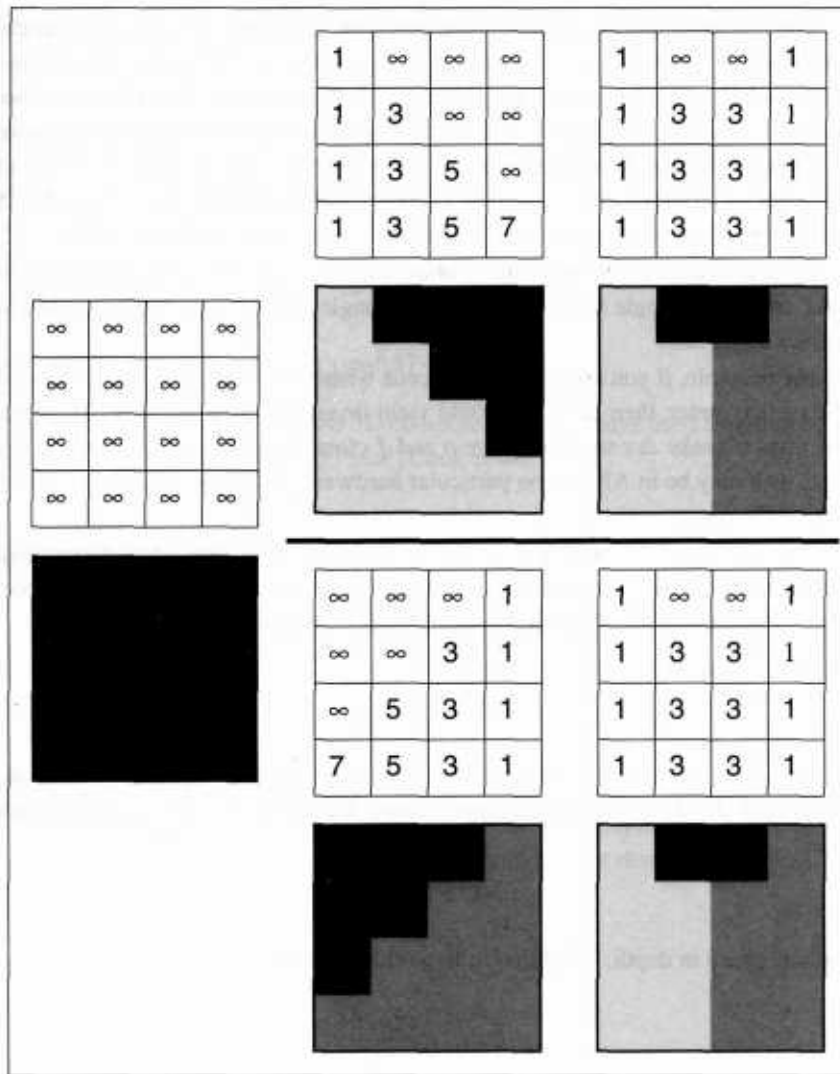 ∞ ∞ ∞ ∞
∞ ∞ ∞ ∞
∞ ∞ ∞ ∞
∞ ∞ ∞ ∞
1 ∞ ∞ ∞
1 3 ∞ ∞
1 3 5 ∞
1 3 5 7
1 ∞ ∞ 1
1 3 3 1
1 3 3 1
1 3 3 1
∞ ∞ ∞ 1
∞ ∞ 3 1
∞ 5 3 1
7 5 3 1
1 ∞ ∞ 1
1 3 3 1
1 3 3 1
1 3 3 1